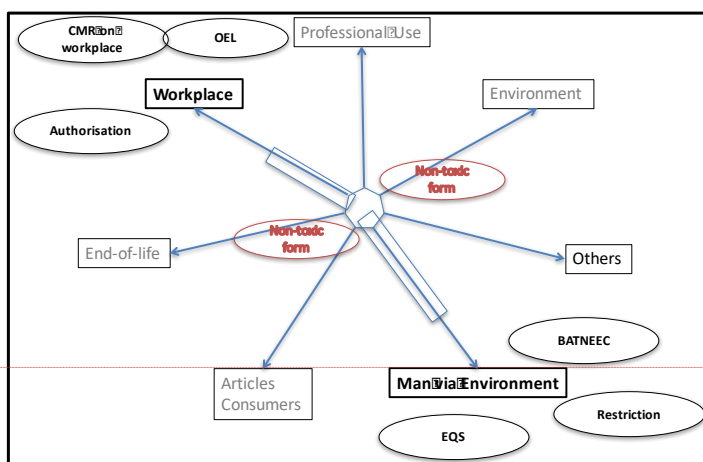 CMR on
workplace
OEL
Professional Use
Workplace
Environment
Authorisation
Non-toxic
form
Non-toxic
form
End-of-life
Others
BATNEEC
Articles
Consumers
Man via Environment
Restriction
EQS